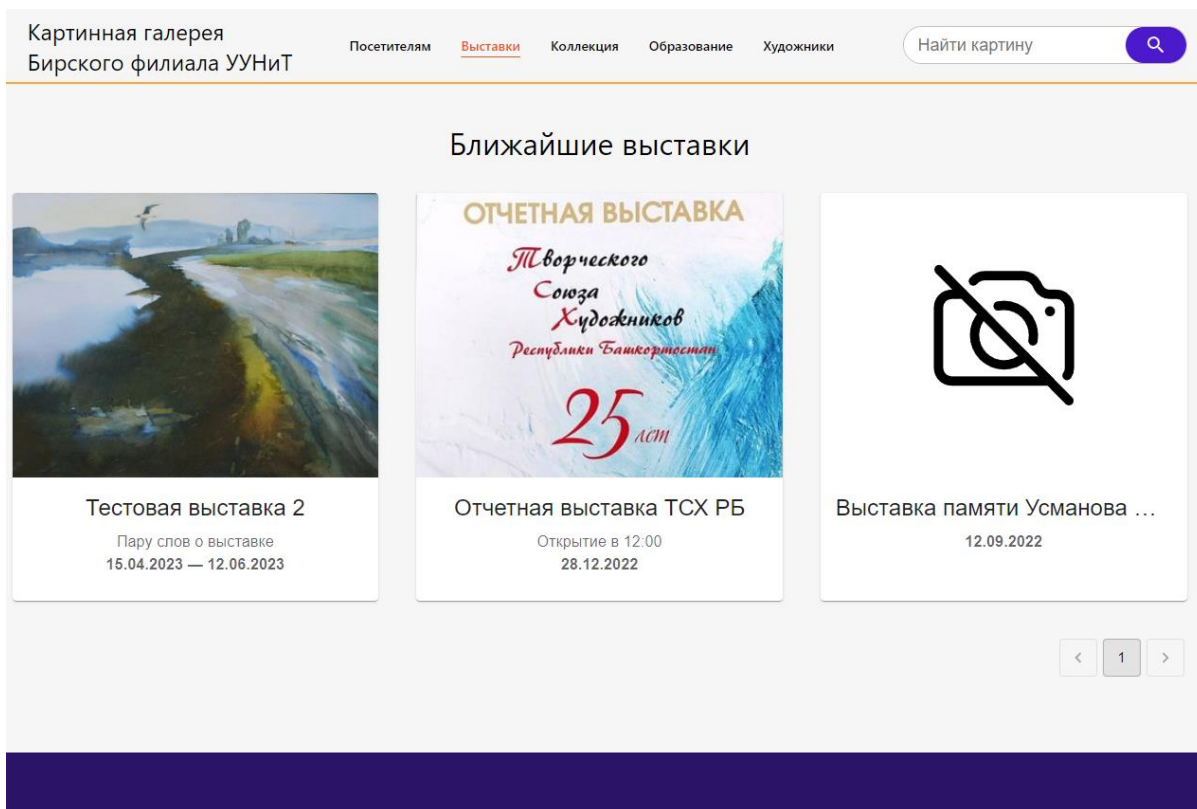 Картинная галерея
Бирского филиала УУНиТ
Посетителям Выставки Коллекция Образование Художники
Найти картину
Ближайшие выставки
ОТЧЕТНАЯ ВЫСТАВКА
Творческого
Союза
Художников
Республики Башкортостан
25 лет
Тестовая выставка 2
Пару слов о выставке
15.04.2023 — 12.06.2023
Отчетная выставка ТСХ РБ
Открытие в 12:00
28.12.2022
Выставка памяти Усманова ...
12.09.2022
< 1 >